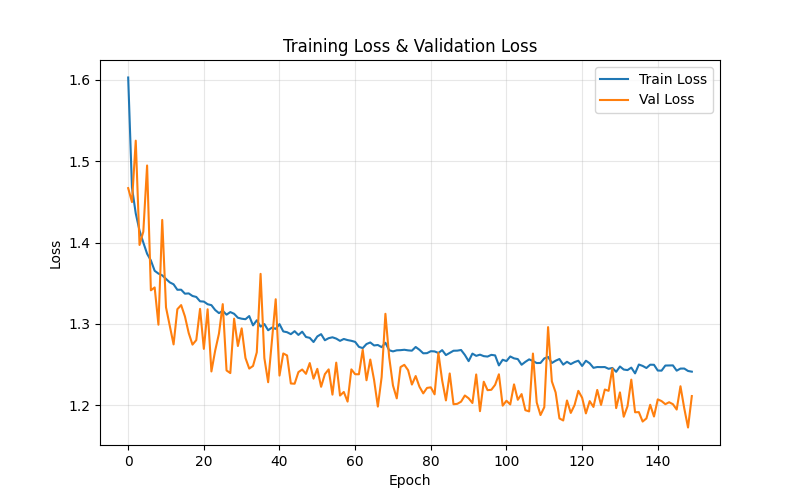 Training Loss & Validation Loss
Train Loss
Val Loss
1.6
1.5
1.4
1.3
1.2
Loss
0 20 40 60 80 100 120 140
Epoch